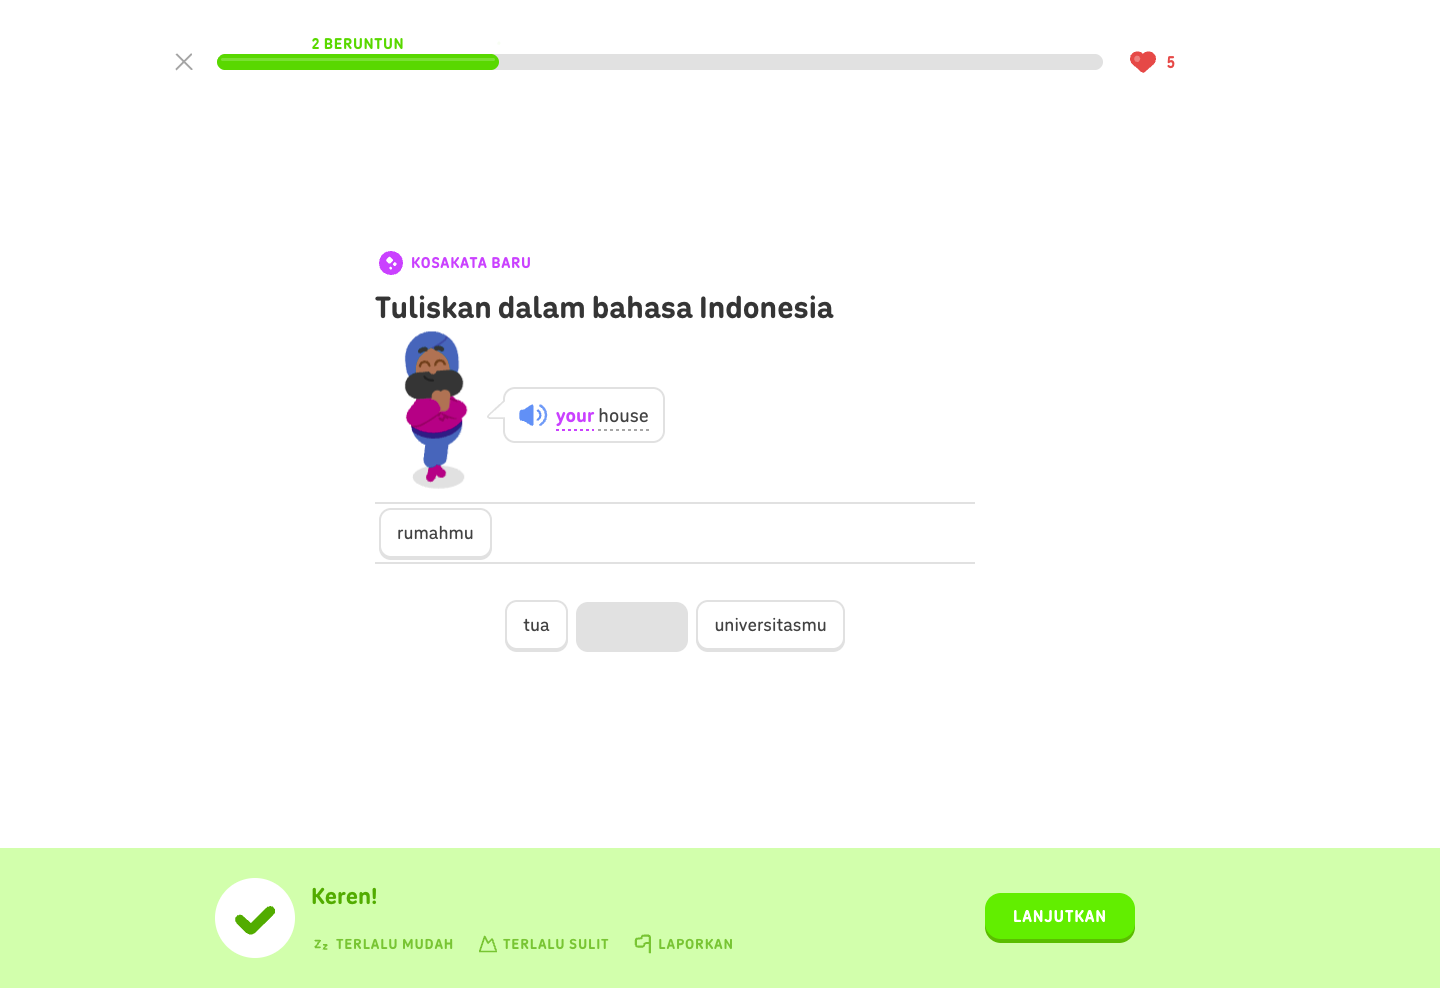 2 BERUNTUN
5
KOSAKATA BARU
Tuliskan dalam bahasa Indonesia
your house
rumahmu
tua universitasmu
Keren!
LANJUTKAN
zz TERLALU MUDAH TERLALU SULIT LAPORKAN